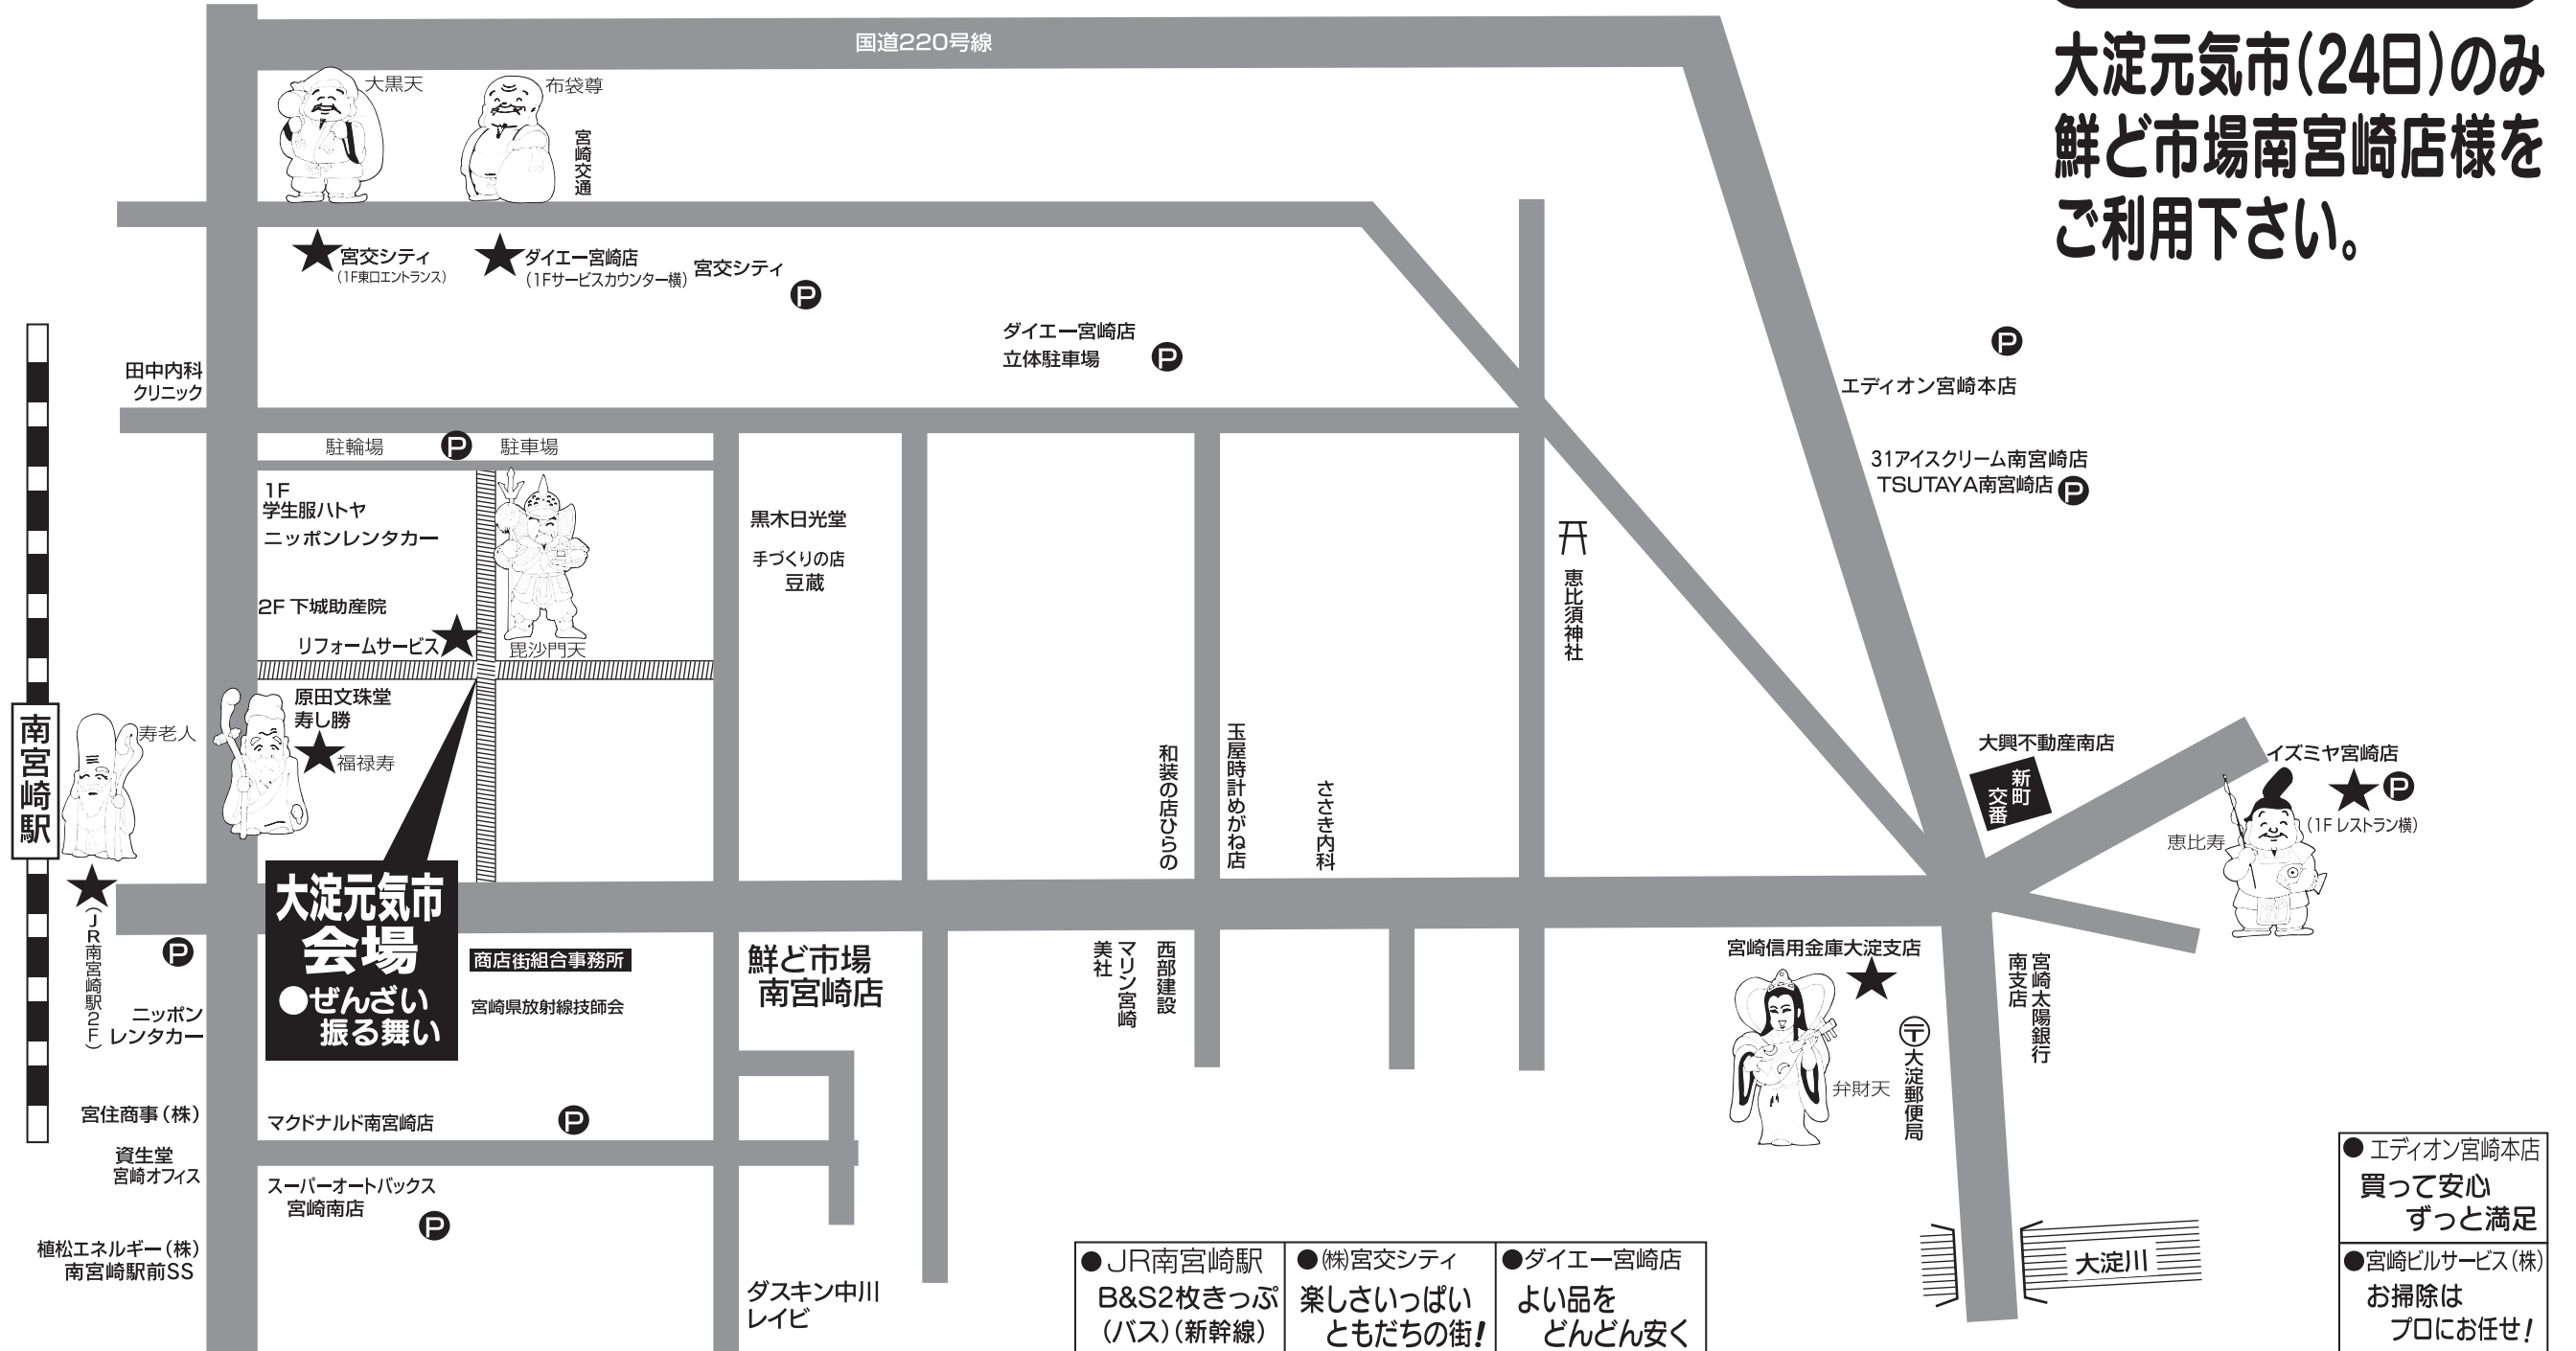 大淀元気市(24日)のみ
鮮ど市場南宮崎店様を
ご利用下さい。
国道220号線
大黒天
布袋尊
宮崎交通
宮交シティ
(1F東口エントランス)
ダイエー宮崎店
(1Fサービスカウンター横)
宮交シティ
P
ダイエー宮崎店
立体駐車場
P
P
エディオン宮崎本店
31アイスクリーム南宮崎店
TSUTAYA南宮崎店
P
田中内科
クリニック
駐輪場
P
駐車場
1F
学生服ハトヤ
ニッポンレンタカー
2F 下城助産院
リフォームサービス
毘沙門天
黒木日光堂
手づくりの店
豆蔵
恵比須神社
原田文珠堂
寿し勝
福禄寿
寿老人
南宮崎駅
(JR南宮崎駅2F)
P
ニッポン
レンタカー
大淀元気市
会場
●ぜんざい
振る舞い
商店街組合事務所
宮崎県放射線技師会
鮮ど市場
南宮崎店
和装の店ひらの
玉屋時計めがね店
ささき内科
マリン宮崎
美社
西部建設
大興不動産南店
新町
交番
イズミヤ宮崎店
P
(1F レストラン横)
恵比寿
宮崎信用金庫大淀支店
弁財天
〒大淀郵便局
宮崎太陽銀行
南支店
宮住商事(株)
資生堂
宮崎オフィス
植松エネルギー(株)
南宮崎駅前SS
マクドナルド南宮崎店
P
スーパーオートバックス
宮崎南店
P
ダスキン中川
レイビ
大淀川
●JR南宮崎駅
B&S2枚きっぷ
(バス)(新幹線)
●㈱宮交シティ
楽しさいっぱい
ともだちの街!
●ダイエー宮崎店
よい品を
どんどん安く
●エディオン宮崎本店
買って安心
ずっと満足
●宮崎ビルサービス(株)
お掃除は
プロにお任せ!